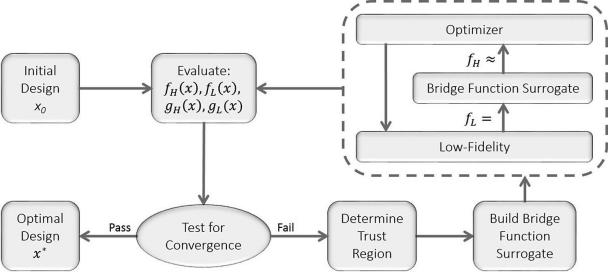 Initial
Design
x₀
Evaluate:
f_H(x), f_L(x),
g_H(x), g_L(x)
Optimizer
f_H ≈
Bridge Function Surrogate
f_L =
Low-Fidelity
Optimal
Design
x*
Pass
Test for
Convergence
Fail
Determine
Trust
Region
Build Bridge
Function
Surrogate